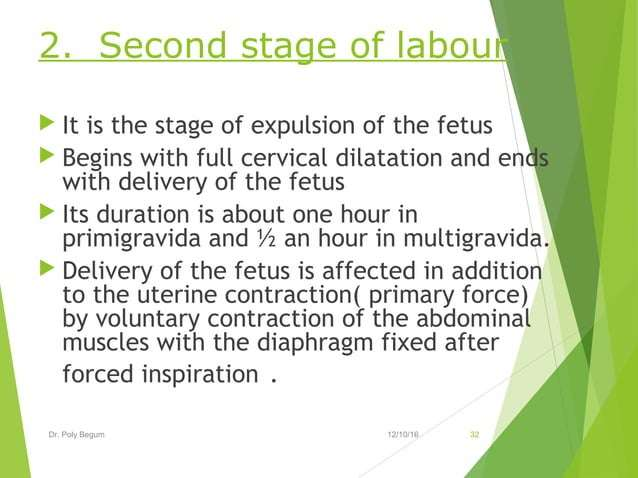 2. Second stage of labour
It is the stage of expulsion of the fetus
Begins with full cervical dilatation and ends
with delivery of the fetus
Its duration is about one hour in
primigravida and ½ an hour in multigravida.
Delivery of the fetus is affected in addition
to the uterine contraction( primary force)
by voluntary contraction of the abdominal
muscles with the diaphragm fixed after
forced inspiration .
Dr. Poly Begum 12/10/16 32